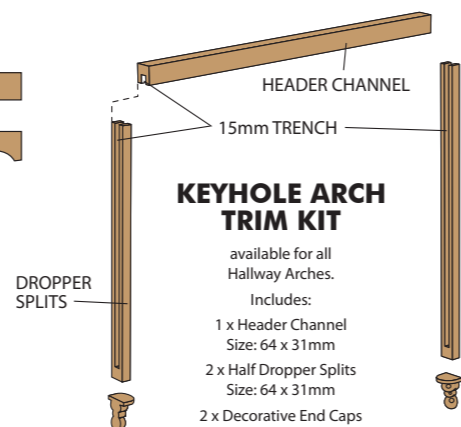 HEADER CHANNEL
15mm TRENCH
KEYHOLE ARCH
TRIM KIT
available for all
Hallway Arches.
Includes:
1 x Header Channel
Size: 64 x 31mm
2 x Half Dropper Splits
Size: 64 x 31mm
2 x Decorative End Caps
DROPPER
SPLITS